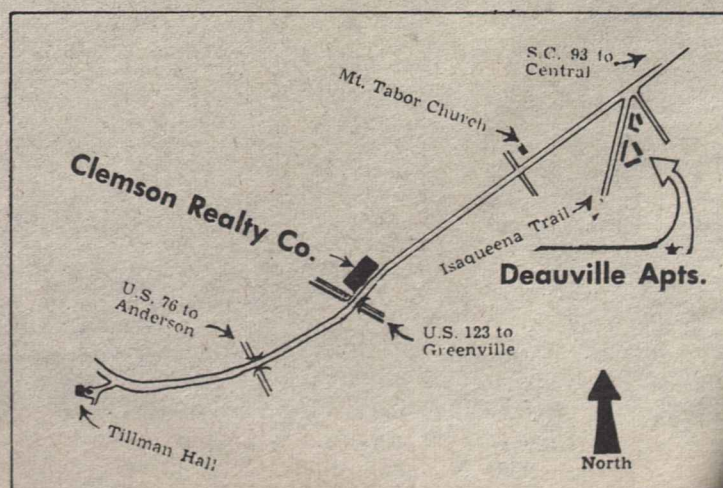 S.C. 93 to
Central
Mt. Tabor Church
Clemson Realty Co.
Isaqueena Trail
Deauville Apts.
U.S. 76 to
Anderson
U.S. 123 to
Greenville
Tillman Hall
North